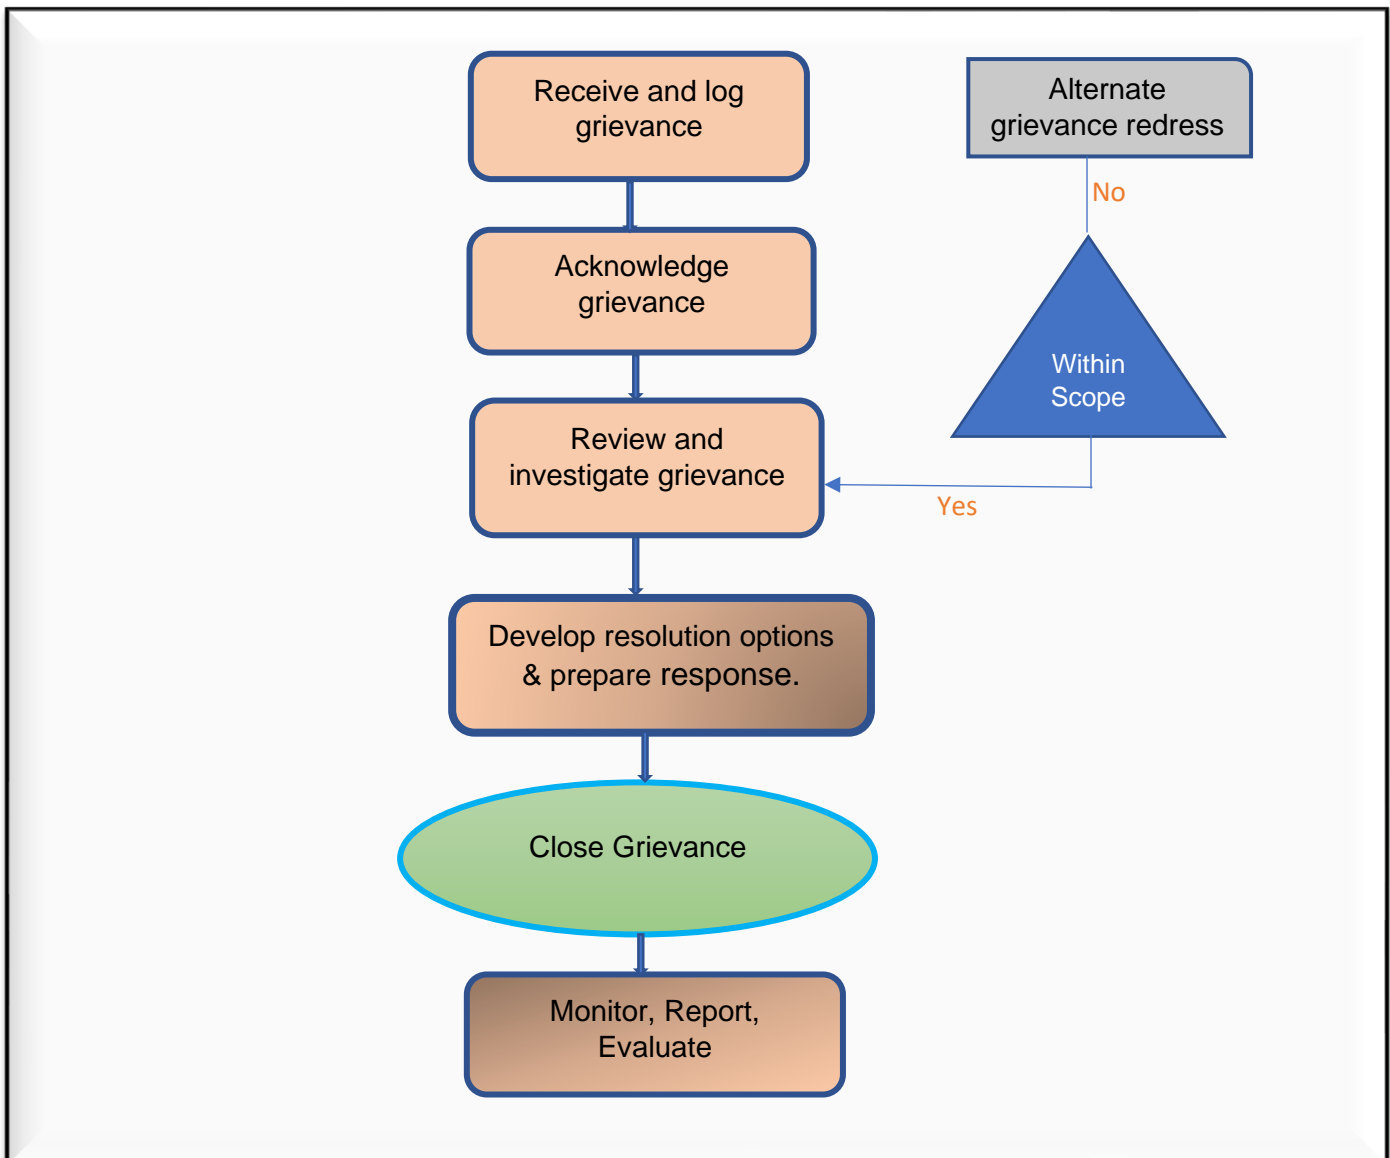 Receive and log
grievance
Alternate
grievance redress
No
Acknowledge
grievance
Within
Scope
Review and
investigate grievance
Yes
Develop resolution options
& prepare response.
Close Grievance
Monitor, Report,
Evaluate